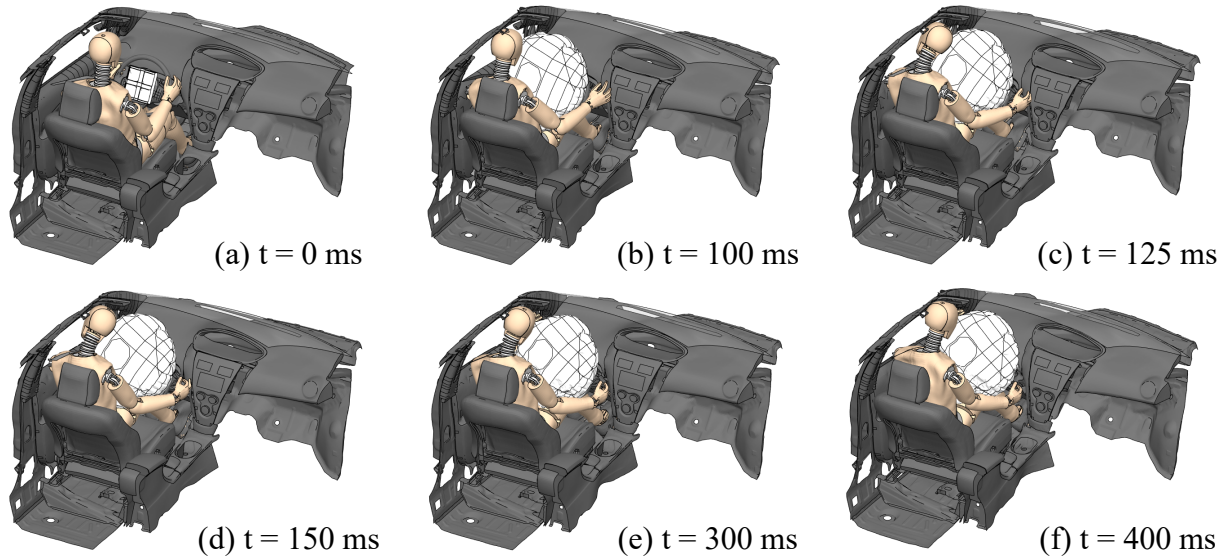 (a) t = 0 ms
(b) t = 100 ms
(c) t = 125 ms
(d) t = 150 ms
(e) t = 300 ms
(f) t = 400 ms